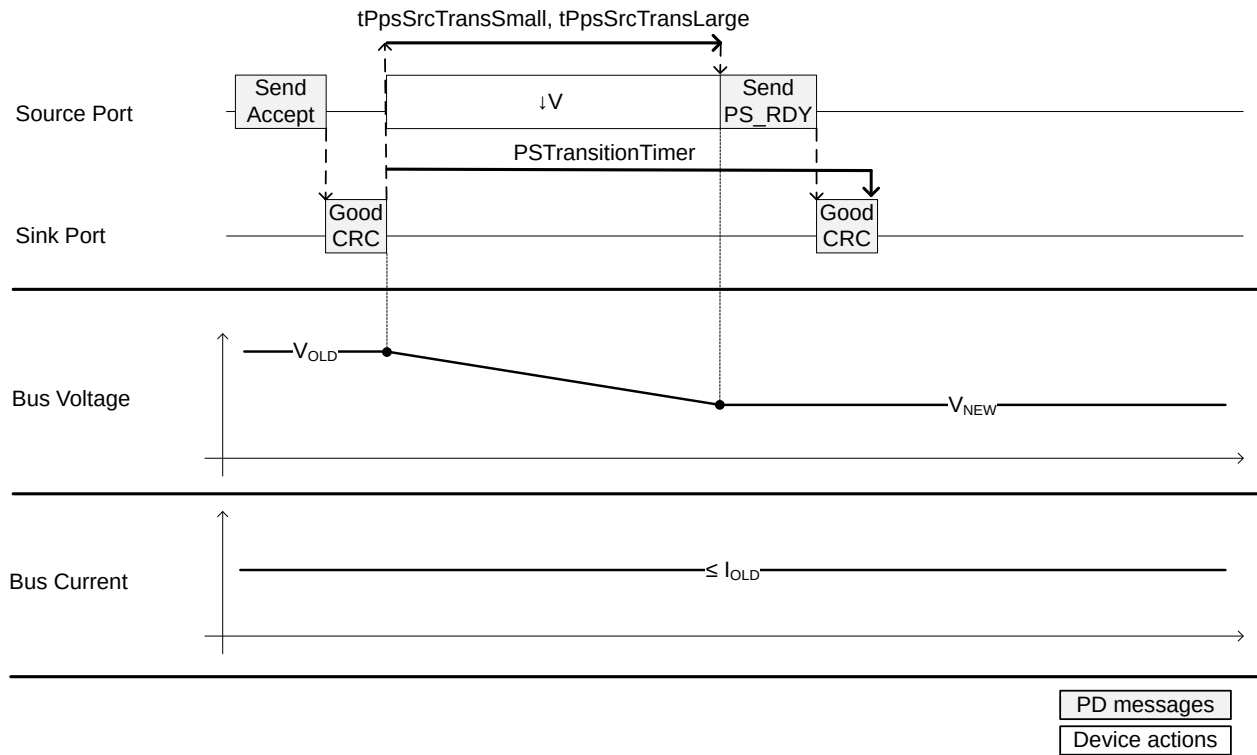 tPpsSrcTransSmall, tPpsSrcTransLarge
Source Port
Send
Accept
↓V
Send
PS_RDY
PSTransitionTimer
Sink Port
Good
CRC
Good
CRC
Bus Voltage
VOLD
VNEW
Bus Current
≤ IOLD
PD messages
Device actions